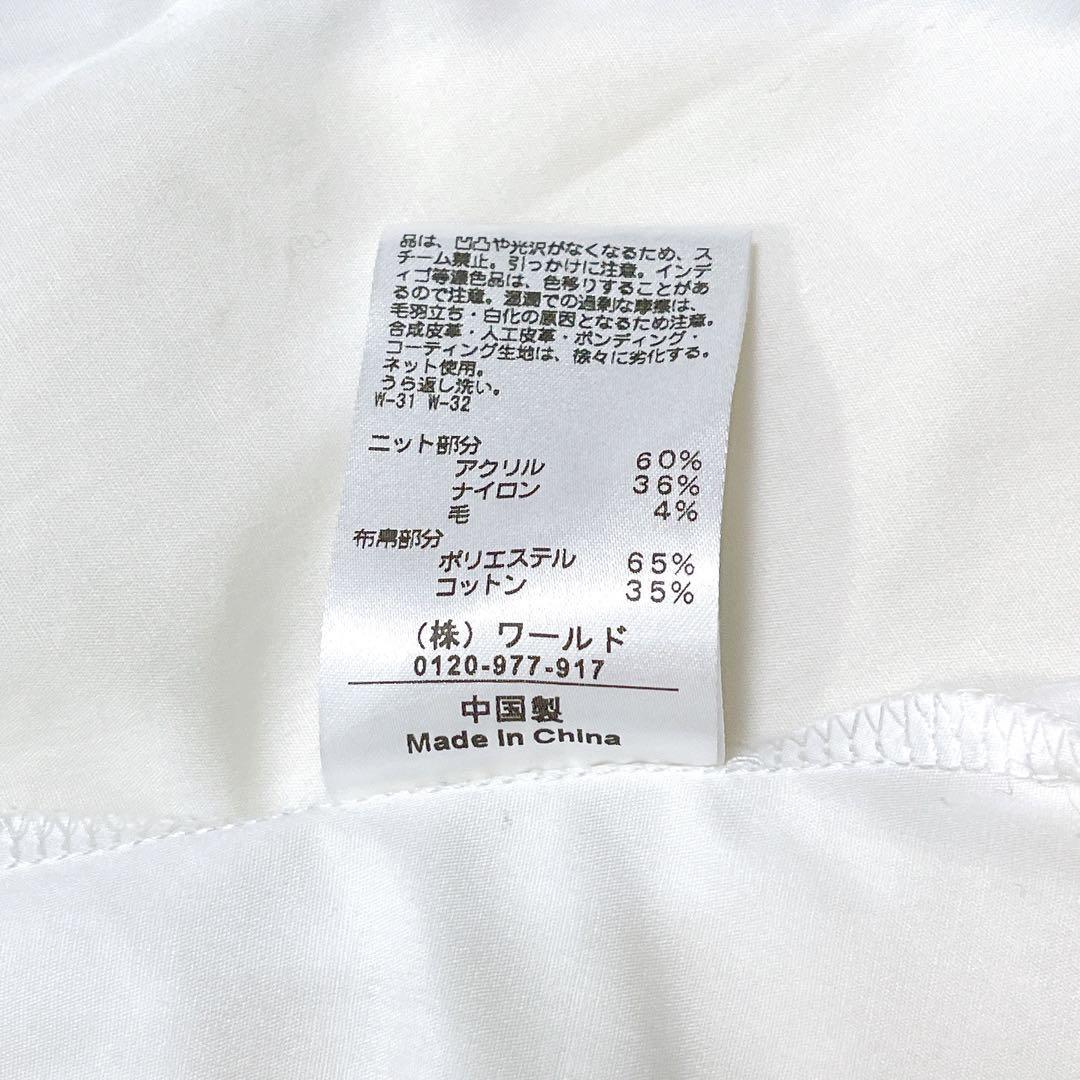 品は、凹凸や光沢がなくなるため、ス
チーム禁止。引っかけに注意。インデ
ィゴ等濃色品は、色移りすることがあ
るので注意。湿潤での過剰な摩擦は、
毛羽立ち・白化の原因となるため注意。
合成皮革・人工皮革・ボンディング・
コーティング生地は、徐々に劣化する。
ネット使用。
うら返し洗い。
W-31 W-32
ニット部分
アクリル 60%
ナイロン 36%
毛 4%
布帛部分
ポリエステル 65%
コットン 35%
(株)ワールド
0120-977-917
中国製
Made in China